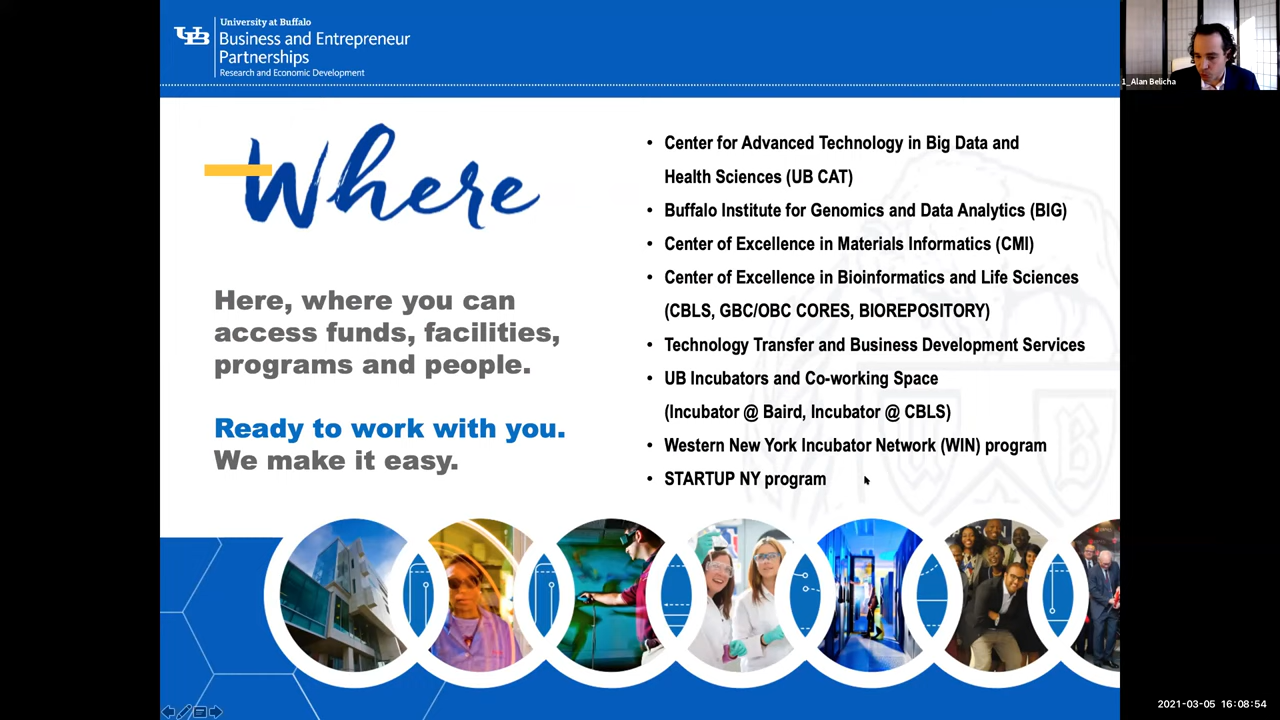 University at Buffalo
UB
Business and Entrepreneur
Partnerships
Research and Economic Development
1_Alan Belicha
Where
Here, where you can
access funds, facilities,
programs and people.
Ready to work with you.
We make it easy.
• Center for Advanced Technology in Big Data and
Health Sciences (UB CAT)
• Buffalo Institute for Genomics and Data Analytics (BIG)
• Center of Excellence in Materials Informatics (CMI)
• Center of Excellence in Bioinformatics and Life Sciences
(CBLS, GBC/OBC CORES, BIOREPOSITORY)
• Technology Transfer and Business Development Services
• UB Incubators and Co-working Space
(Incubator @ Baird, Incubator @ CBLS)
• Western New York Incubator Network (WIN) program
• STARTUP NY program
2021-03-05 16:08:54